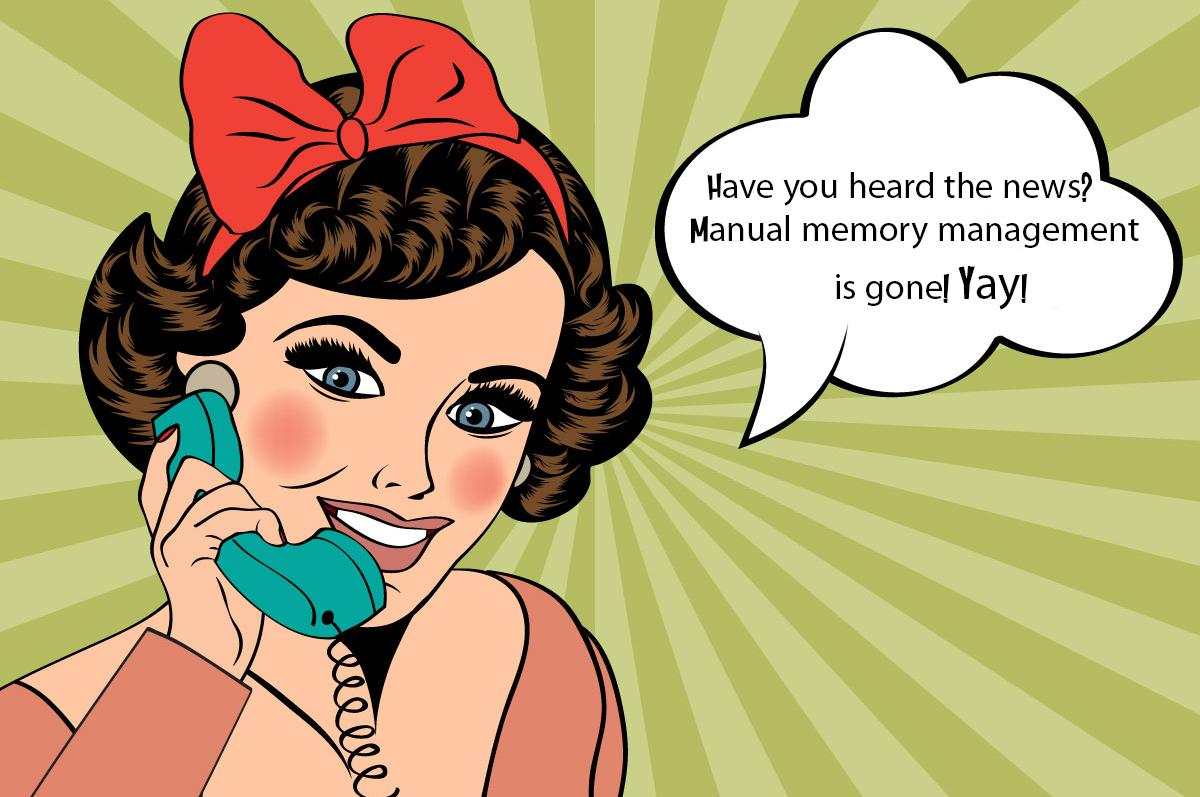 Have you heard the news?
Manual memory management
is gone! Yay!